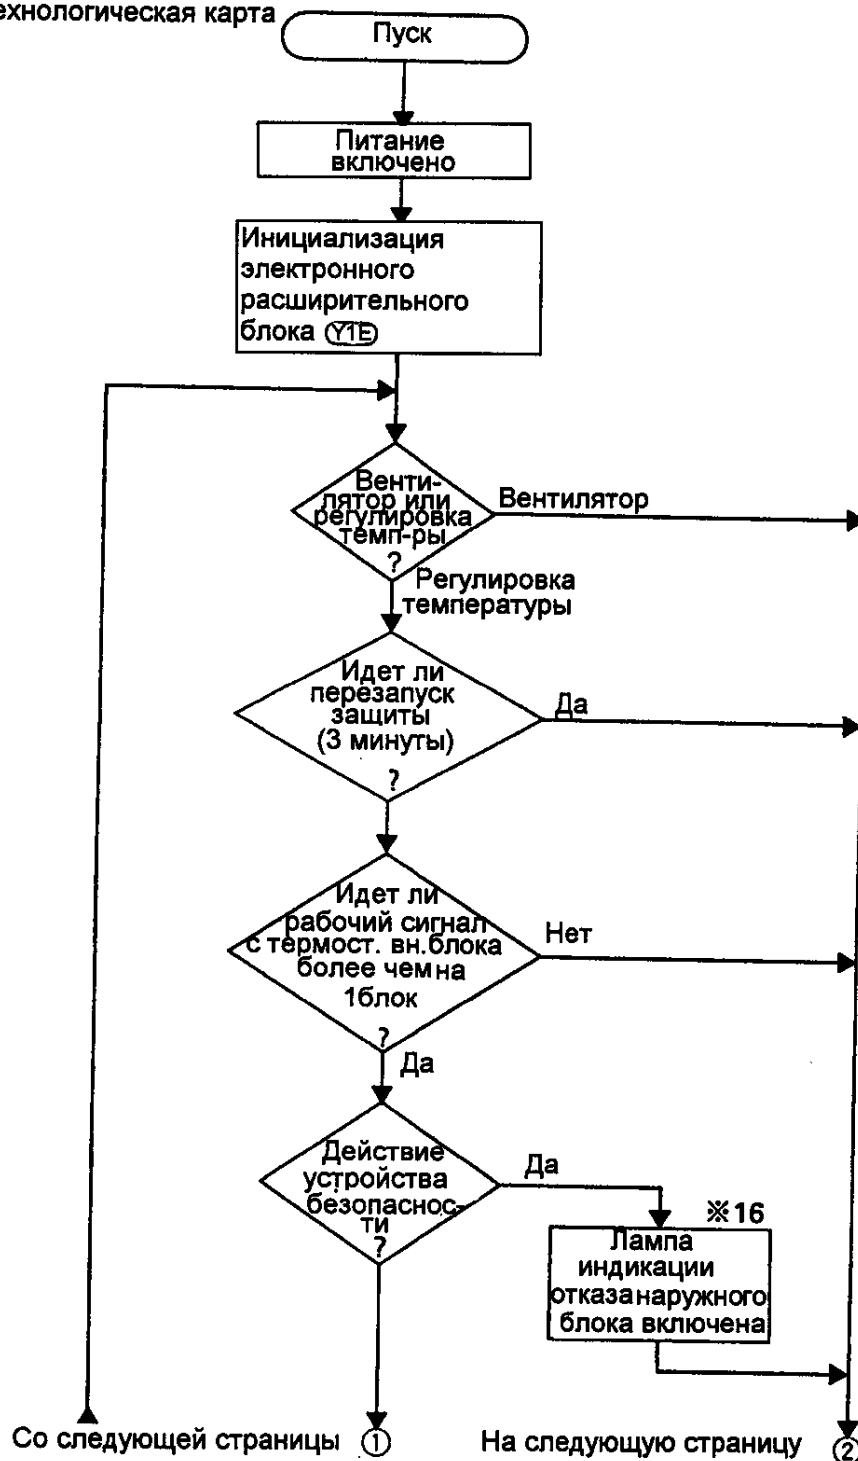 ехнологическая карта
Пуск
Питание
включено
Инициализация
электронного
расширительного
блока (Y1E)
Венти-
лятор или
регулировка
темп-ры
?
Вентилятор
Регулировка
температуры
Идет ли
перезапуск
защиты
(3 минуты)
?
Да
Идет ли
рабочий сигнал
с термост. вн.блока
более чем на
1блок
?
Нет
Да
Действие
устройства
безопаснос-
ти
?
Да
※16
Лампа
индикации
отказа наружного
блока включена
Со следующей страницы ①
На следующую страницу ②